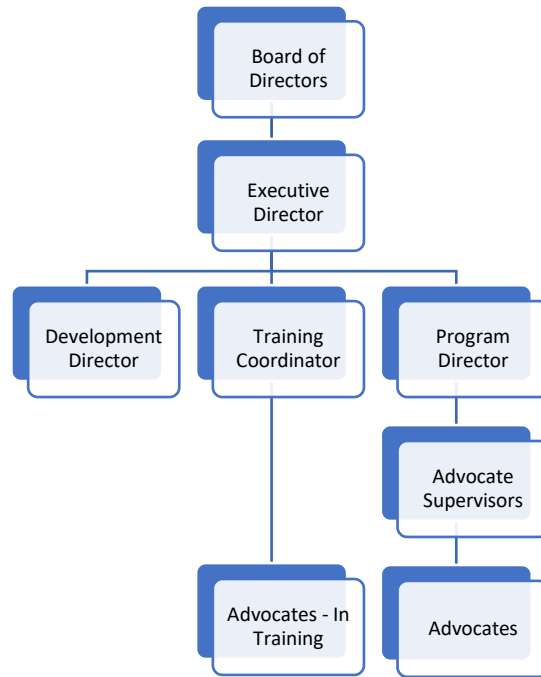 Board of
Directors
Executive
Director
Development
Director
Training
Coordinator
Program
Director
Advocate
Supervisors
Advocates - In
Training
Advocates